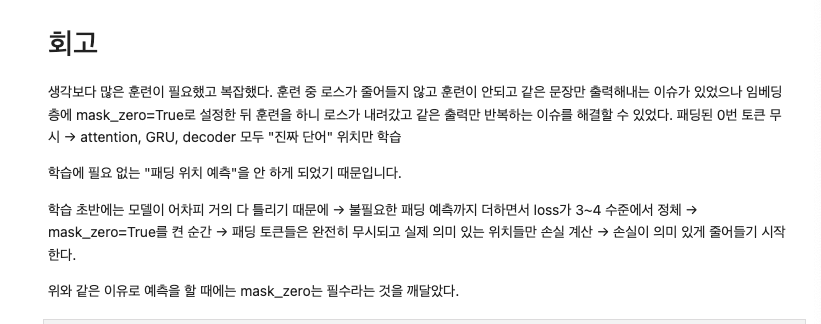 회고
생각보다 많은 훈련이 필요했고 복잡했다. 훈련 중 로스가 줄어들지 않고 훈련이 안되고 같은 문장만 출력해내는 이슈가 있었으나 임베딩
층에 mask_zero=True로 설정한 뒤 훈련을 하니 로스가 내려갔고 같은 출력만 반복하는 이슈를 해결할 수 있었다. 패딩된 0번 토큰 무
시 → attention, GRU, decoder 모두 "진짜 단어" 위치만 학습
학습에 필요 없는 "패딩 위치 예측"을 안 하게 되었기 때문입니다.
학습 초반에는 모델이 어차피 거의 다 틀리기 때문에 → 불필요한 패딩 예측까지 더하면서 loss가 3~4 수준에서 정체 →
mask_zero=True를 켠 순간 → 패딩 토큰들은 완전히 무시되고 실제 의미 있는 위치들만 손실 계산 → 손실이 의미 있게 줄어들기 시작
한다.
위와 같은 이유로 예측을 할 때에는 mask_zero는 필수라는 것을 깨달았다.